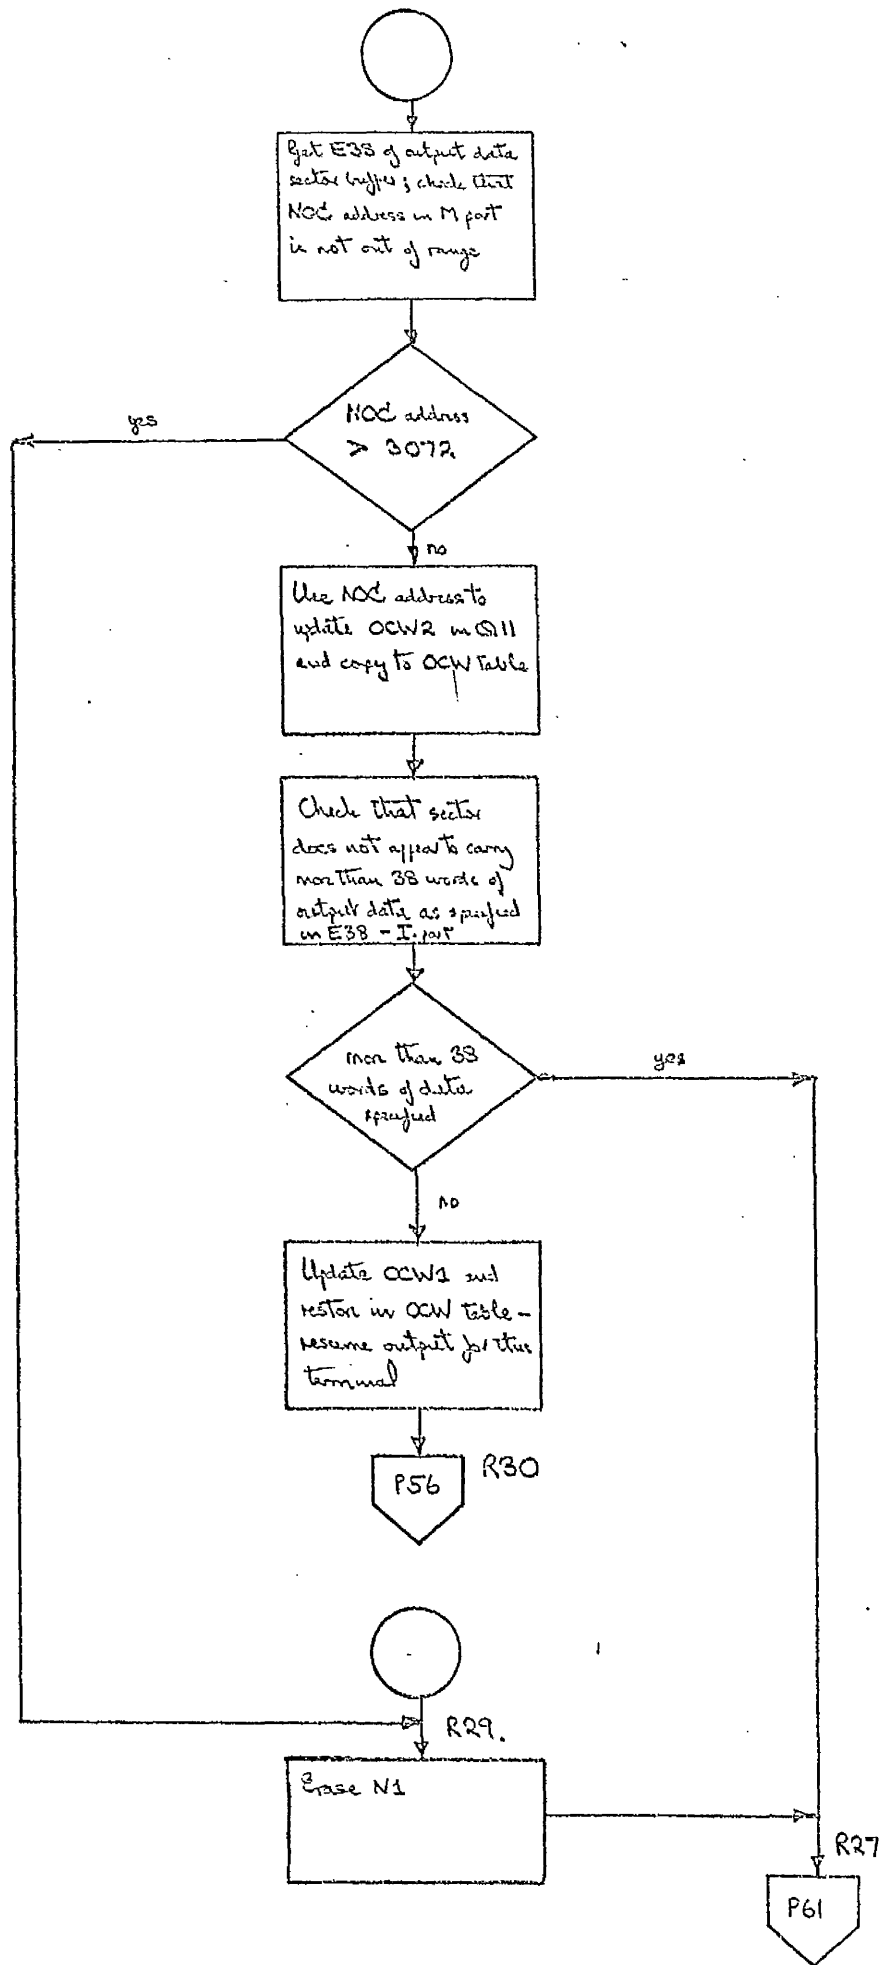 Get E38 of output data
sector buffer; check that
NOC address in M part
is not out of range
NOC address
> 3072
yes
no
Use NOC address to
update OCW2 in Q11
and copy to OCW table
Check that sector
does not appear to carry
more than 38 words of
output data as specified
in E38 - I part
more than 38
words of data
specified
yes
no
Update OCW1 and
restore in OCW table -
resume output for this
terminal
P56
R30
R29.
Erase N1
R27
P61